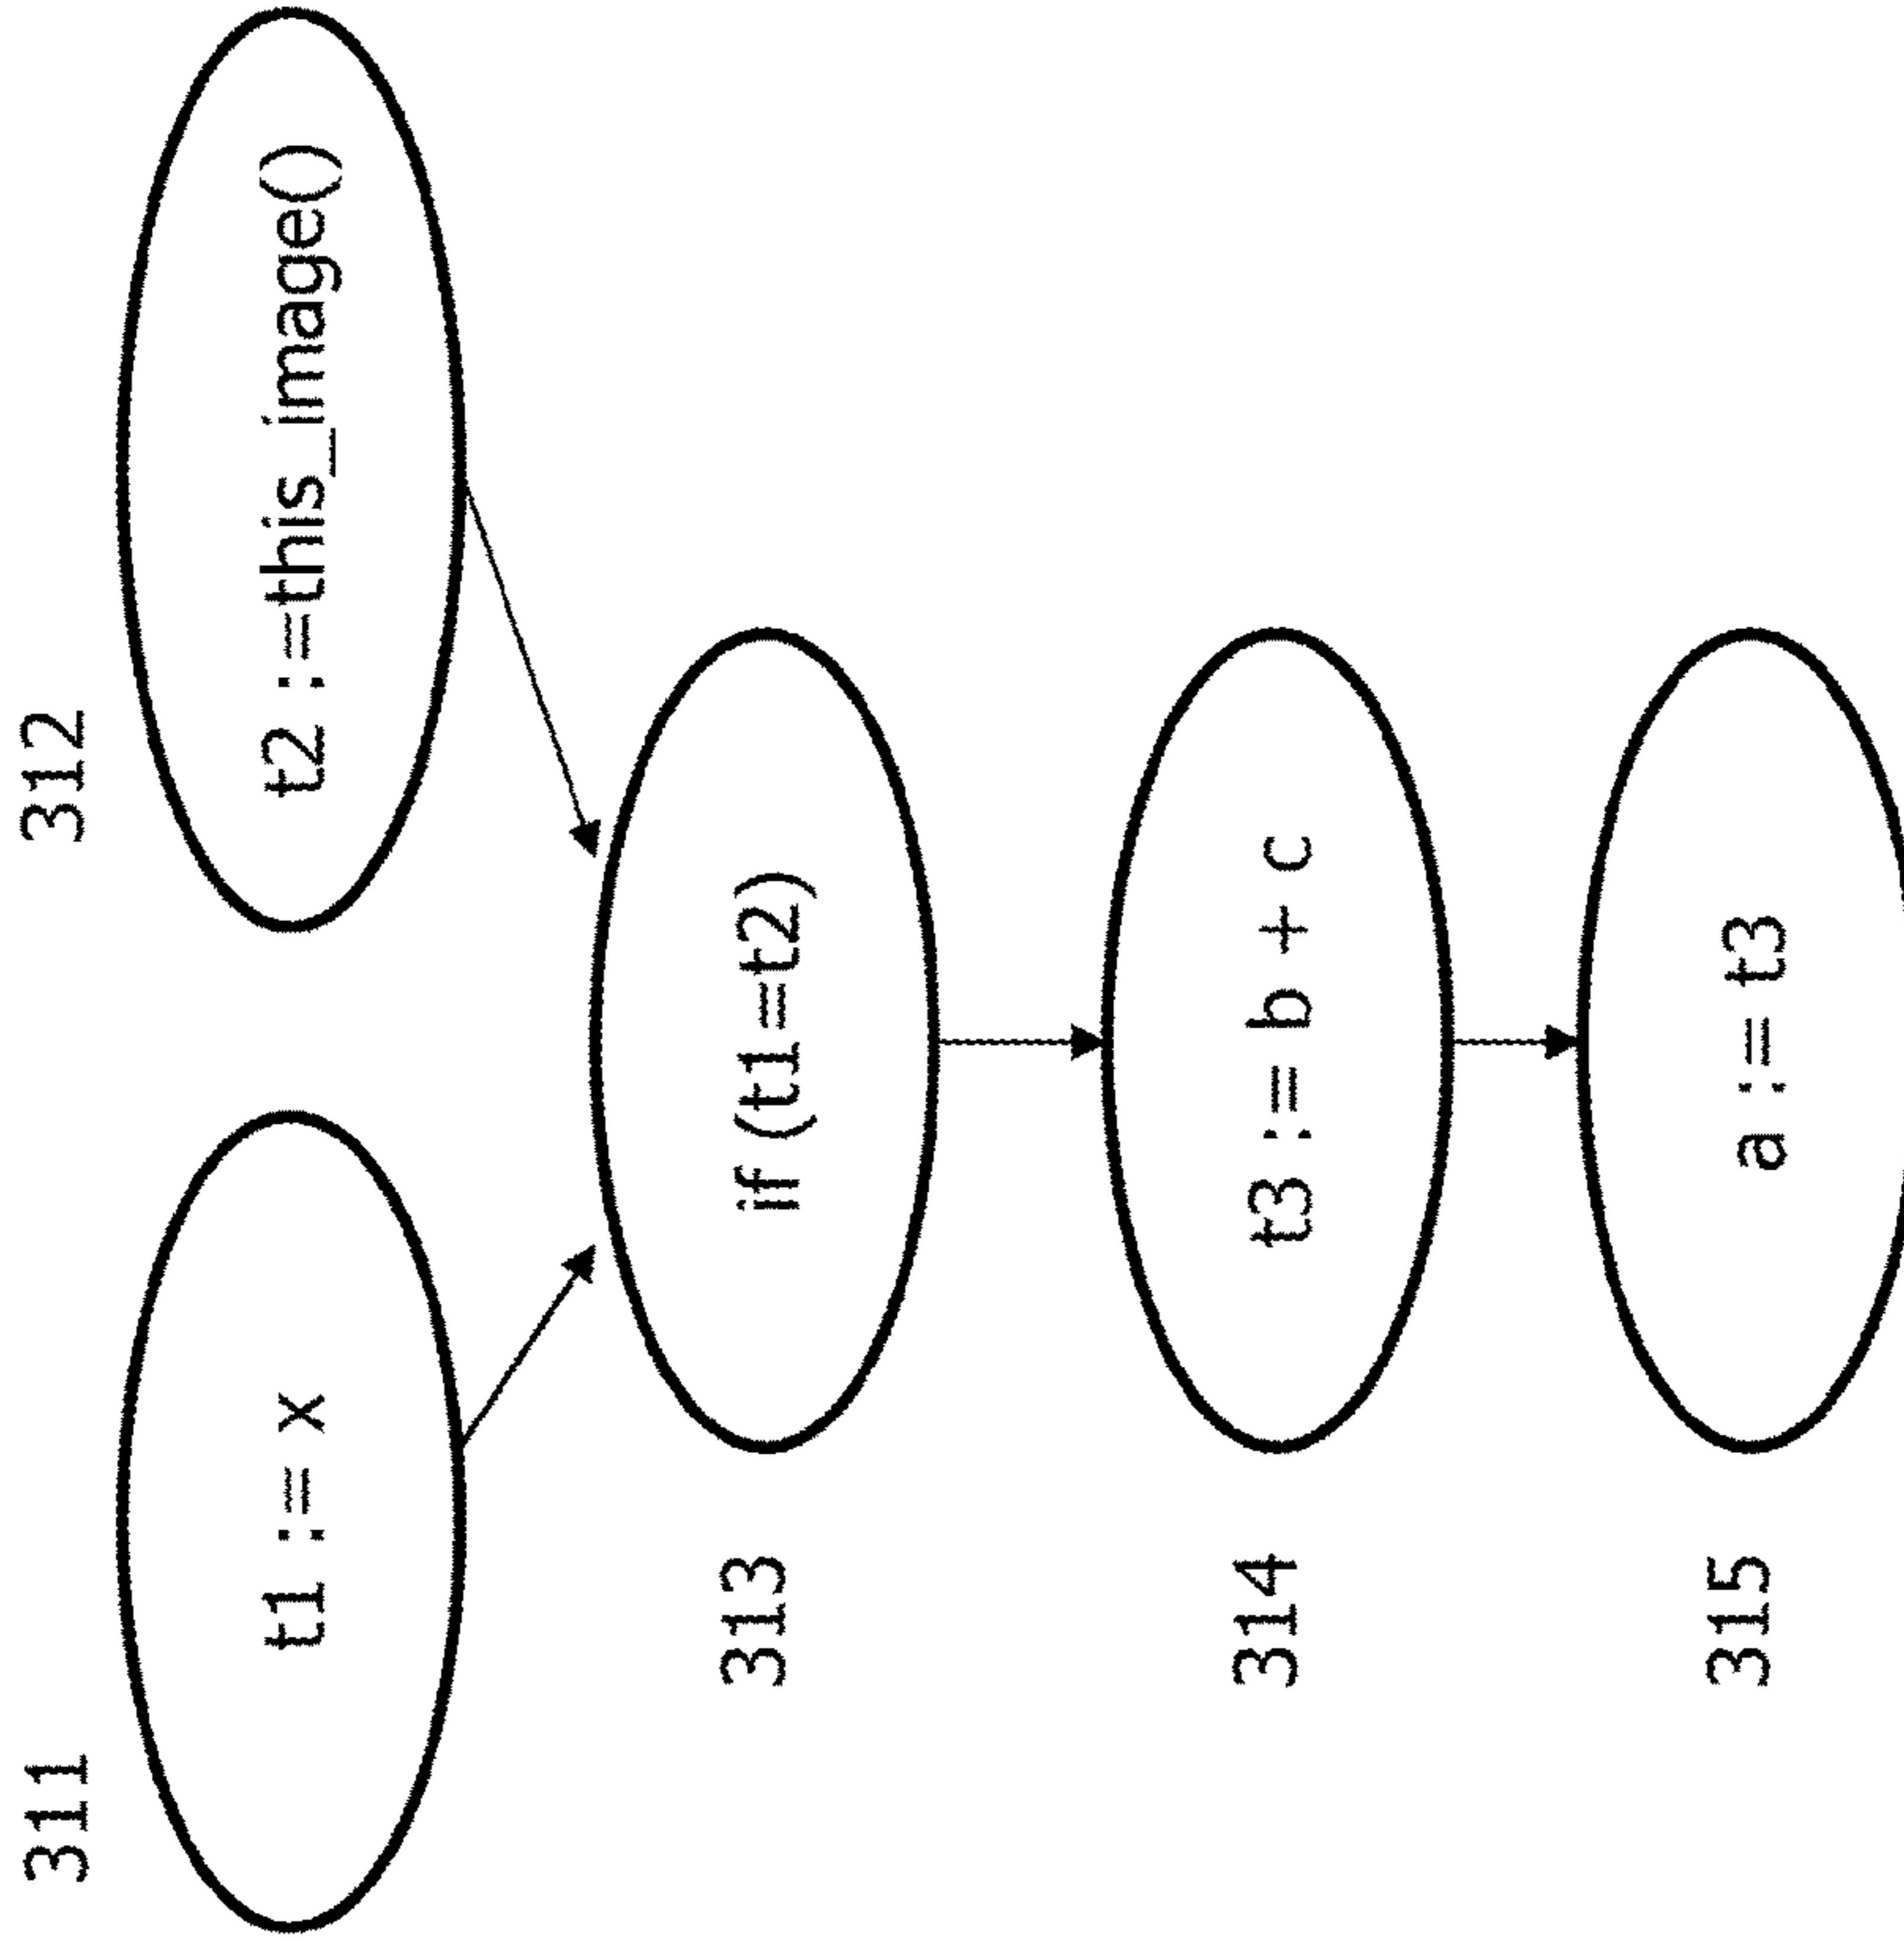 311
312
t1 := x
t2 :=this_image()
313
if (t1=t2)
314
t3 := b + c
315
a := t3